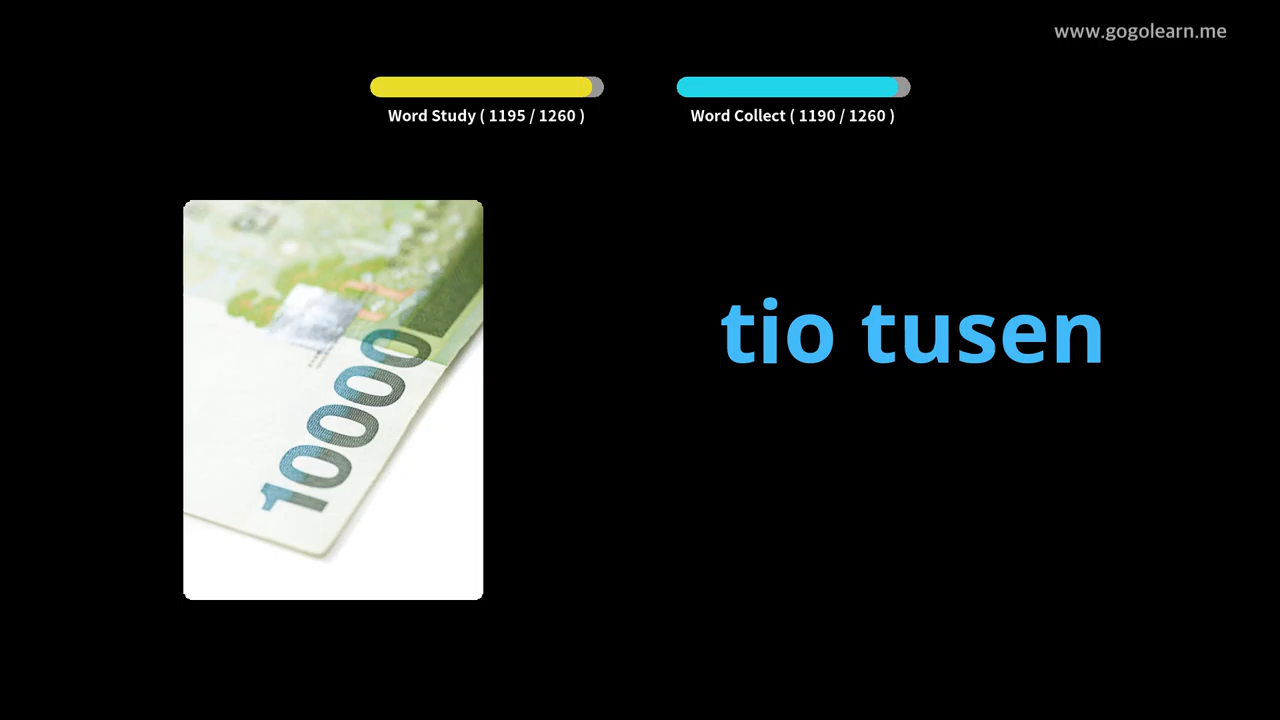 www.gogolearn.me
Word Study ( 1195 / 1260 )
Word Collect ( 1190 / 1260 )
10000
tio tusen